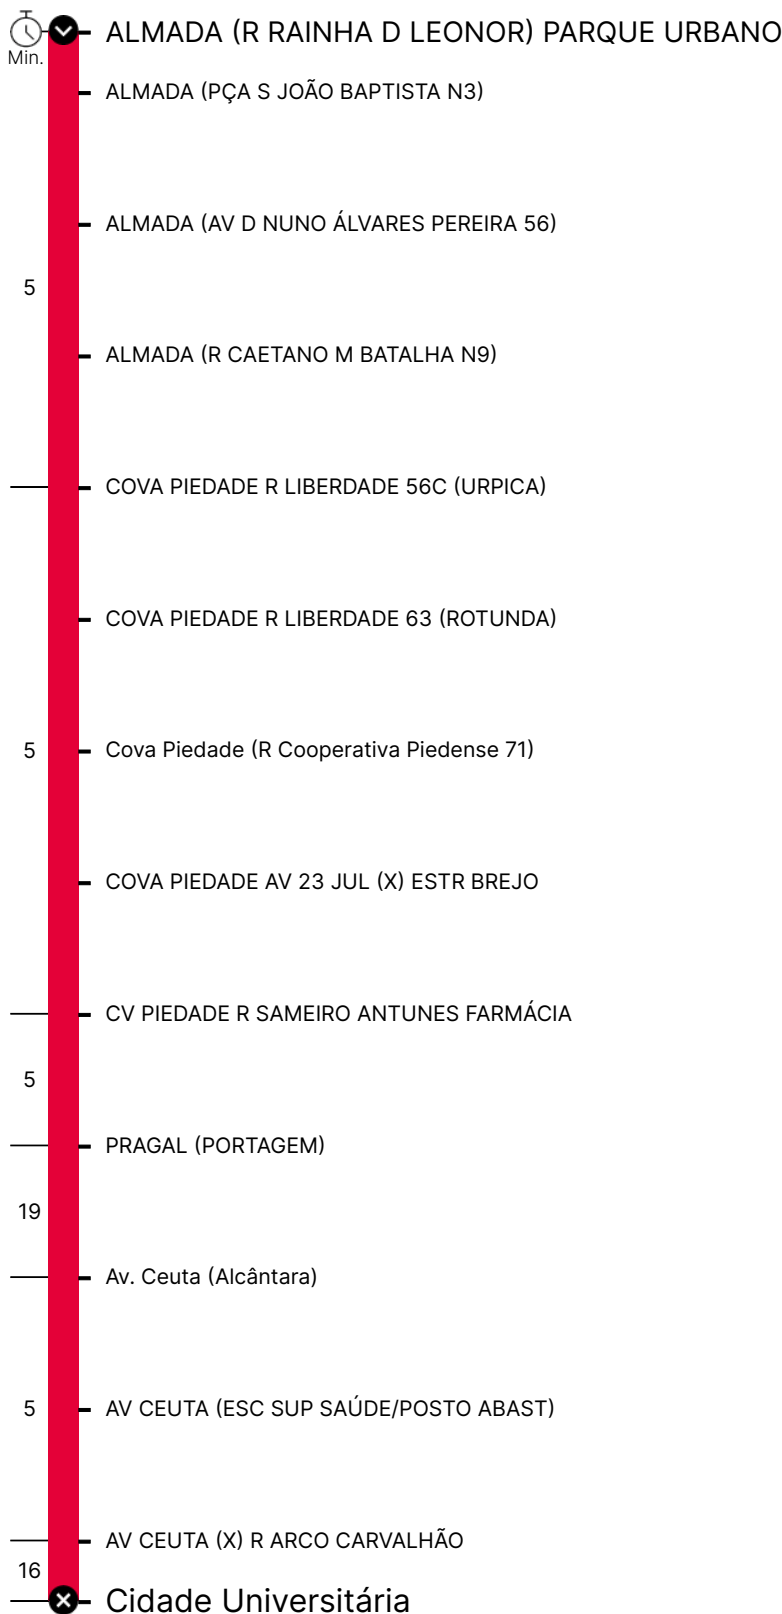 ALMADA (R RAINHA D LEONOR) PARQUE URBANO
Min.
ALMADA (PÇA S JOÃO BAPTISTA N3)
ALMADA (AV D NUNO ÁLVARES PEREIRA 56)
5
ALMADA (R CAETANO M BATALHA N9)
COVA PIEDADE R LIBERDADE 56C (URPICA)
COVA PIEDADE R LIBERDADE 63 (ROTUNDA)
5 Cova Piedade (R Cooperativa Piedense 71)
COVA PIEDADE AV 23 JUL (X) ESTR BREJO
CV PIEDADE R SAMEIRO ANTUNES FARMÁCIA
5
PRAGAL (PORTAGEM)
19
Av. Ceuta (Alcântara)
5 AV CEUTA (ESC SUP SAÚDE/POSTO ABAST)
AV CEUTA (X) R ARCO CARVALHÃO
16
Cidade Universitária